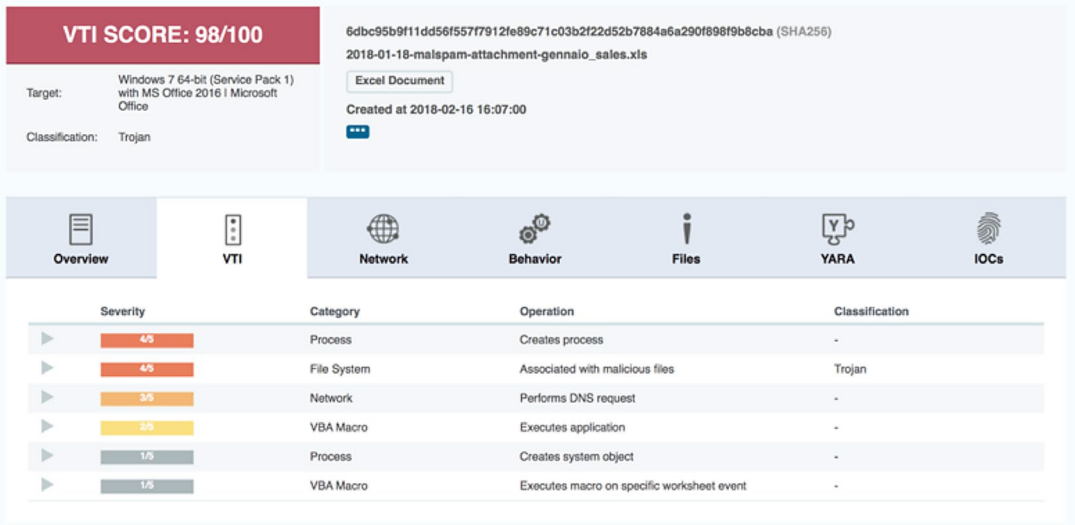 VTI SCORE: 98/100
Target:
Windows 7 64-bit (Service Pack 1)
with MS Office 2016 | Microsoft
Office
Classification: Trojan
6dbc95b9f11dd56f557f7912fe89c71c03b2f22d52b7884a6a290f898f9b8cba (SHA256)
2018-01-18-malspam-attachment-gennaio_sales.xls
Excel Document
Created at 2018-02-16 16:07:00
Overview VTI Network Behavior Files YARA IOCs
Severity Category Operation Classification
4/5 Process Creates process -
4/5 File System Associated with malicious files Trojan
3/5 Network Performs DNS request -
2/5 VBA Macro Executes application -
1/5 Process Creates system object -
1/5 VBA Macro Executes macro on specific worksheet event -